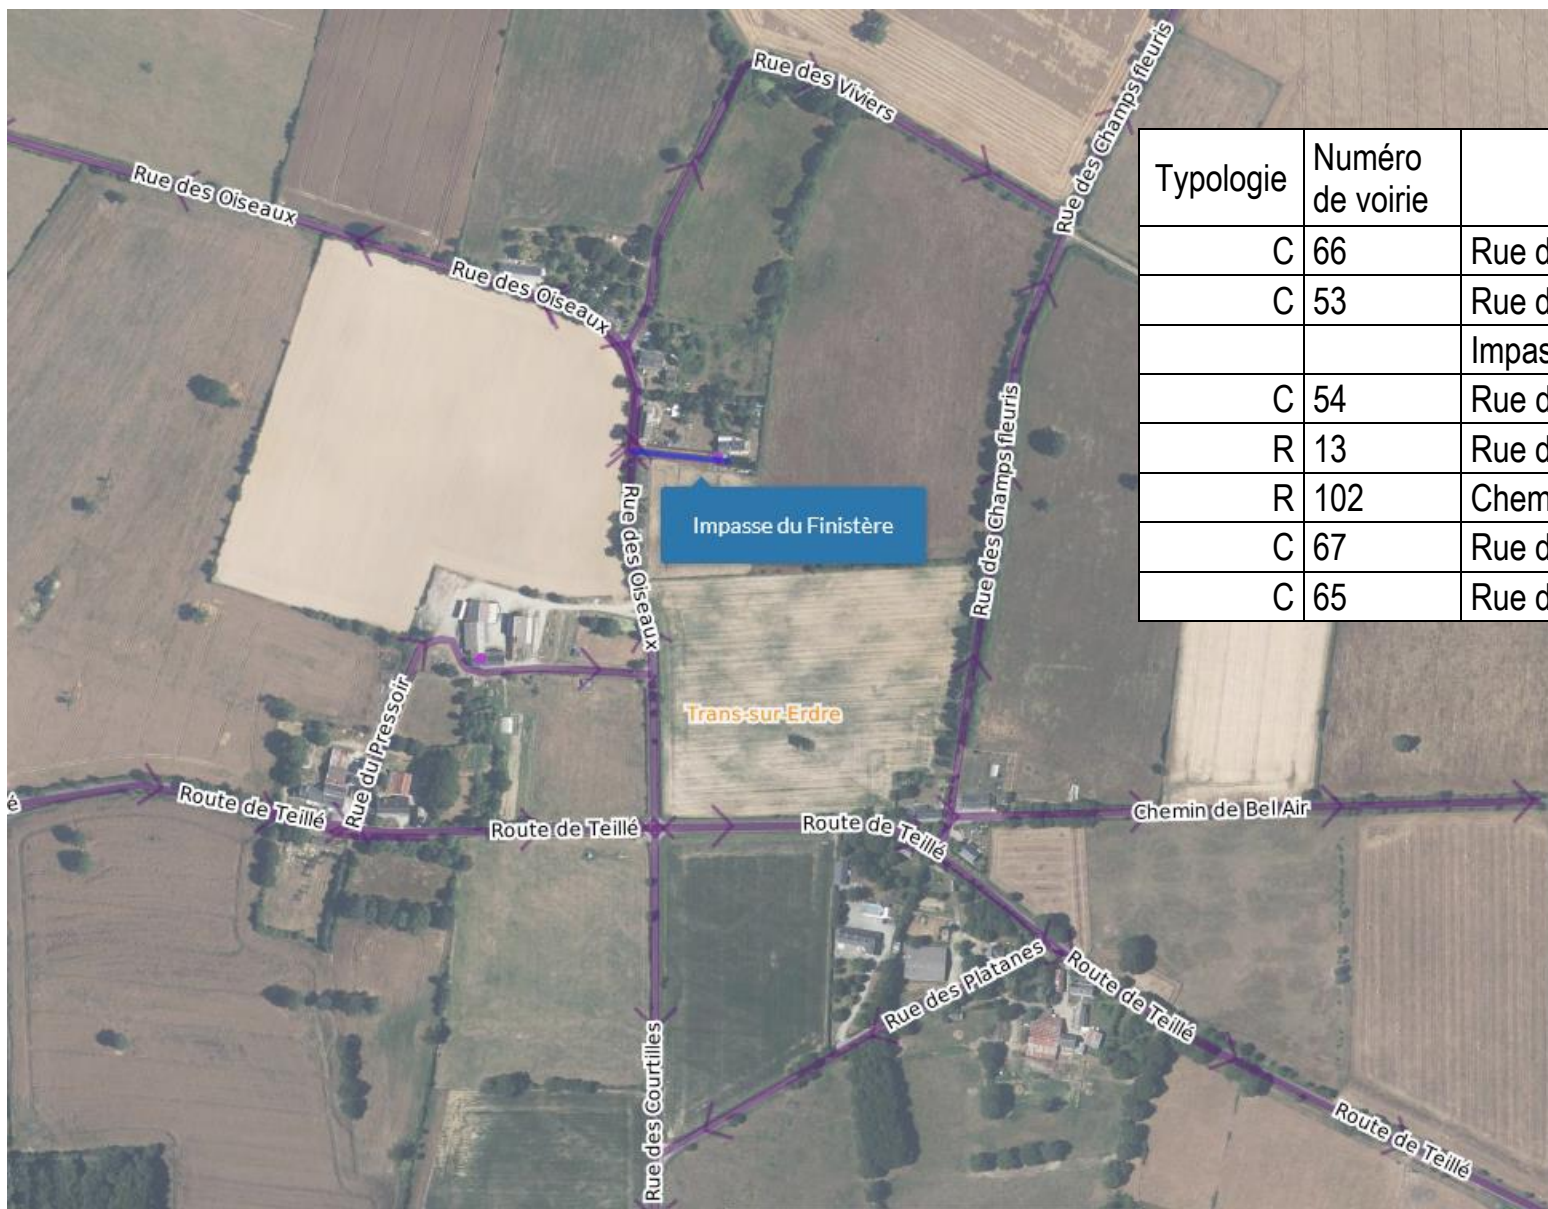 Rue des Viviers
Rue des Champs fleuris
Rue des Oiseaux
Rue des Oiseaux
Rue des Champs fleuris
Rue des Oiseaux
Impasse du Finistère
Trans-sur-Erdre
Rue du Pressoir
é
Route de Teillé
Route de Teillé
Route de Teillé
Chemin de Bel Air
Rue des Platanes
Route de Teillé
Rue des Courtilles
Route de Teillé
Typologie Numéro
de voirie
C 66 Rue d
C 53 Rue d
Impas
C 54 Rue d
R 13 Rue d
R 102 Chem
C 67 Rue d
C 65 Rue d